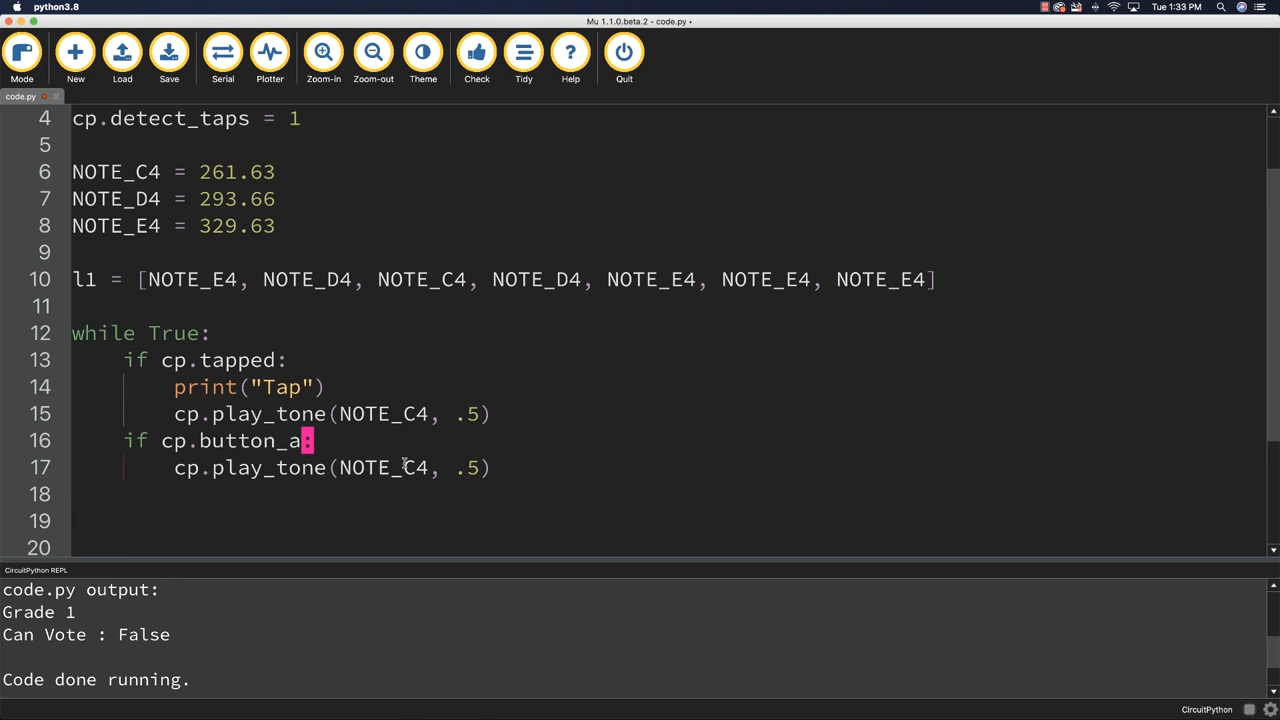 python3.8
Tue 1:33 PM
Mu 1.1.0.beta.2 - code.py •
Mode New Load Save Serial Plotter Zoom-in Zoom-out Theme Check Tidy Help Quit
code.py
4 cp.detect_taps = 1
5
6 NOTE_C4 = 261.63
7 NOTE_D4 = 293.66
8 NOTE_E4 = 329.63
9
10 l1 = [NOTE_E4, NOTE_D4, NOTE_C4, NOTE_D4, NOTE_E4, NOTE_E4, NOTE_E4]
11
12 while True:
13 if cp.tapped:
14 print("Tap")
15 cp.play_tone(NOTE_C4, .5)
16 if cp.button_a:
17 cp.play_tone(NOTE_C4, .5)
18
19
20
CircuitPython REPL
code.py output:
Grade 1
Can Vote : False
Code done running.
CircuitPython